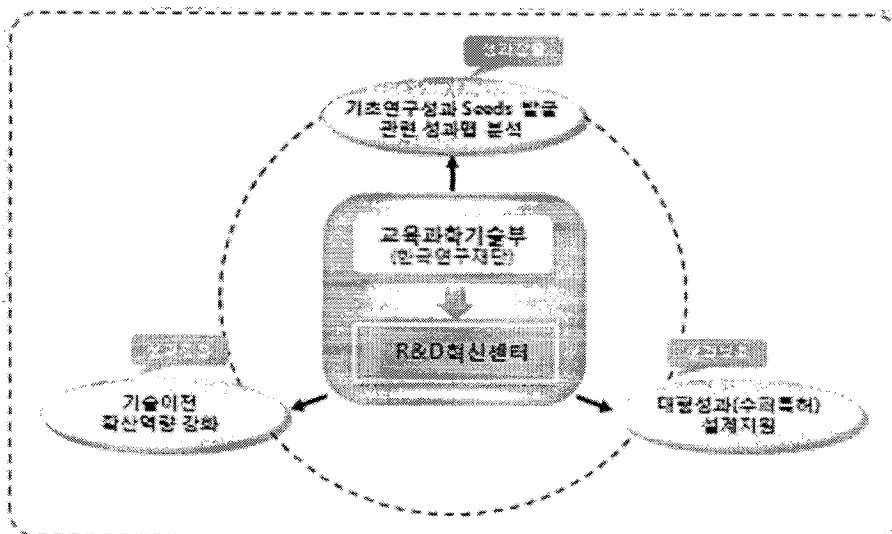 기초연구성과 Seeds 발굴
관련 성과맵 분석
교육과학기술부
(한국연구재단)
R&D혁신센터
기술이전
확산역량 강화
대형성과(수퍼특허)
설계지원